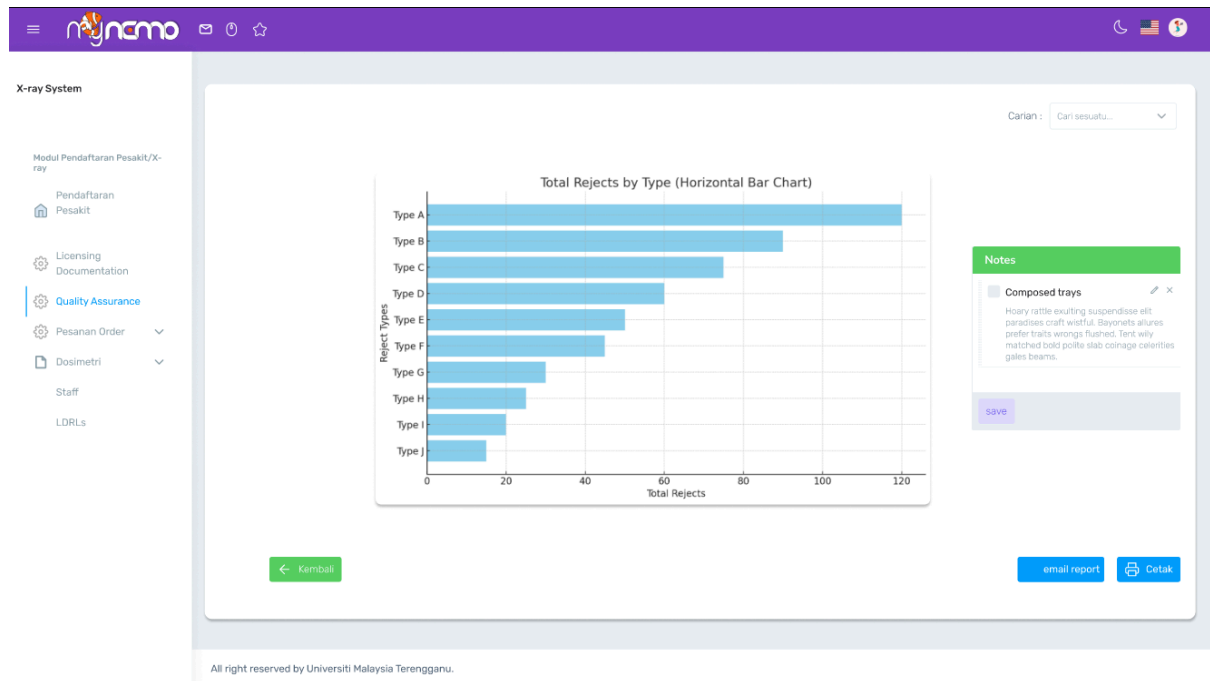 mynemo
X-ray System
Carian :
Cari sesuatu...
Modul Pendaftaran Pesakit/X-
ray
Pendaftaran
Pesakit
Licensing
Documentation
Quality Assurance
Pesanan Order
Dosimetri
Staff
LDRLs
Total Rejects by Type (Horizontal Bar Chart)
Reject Types
Type A
Type B
Type C
Type D
Type E
Type F
Type G
Type H
Type I
Type J
0 20 40 60 80 100 120
Total Rejects
Notes
Composed trays
Hoary rattle exulting suspendisse elit
paradises craft wistful. Bayonets allures
prefer traits wrongs flushed. Tent wily
matched bold polite slab coinage celerities
gales beams.
save
Kembali
email report
Cetak
All right reserved by Universiti Malaysia Terengganu.